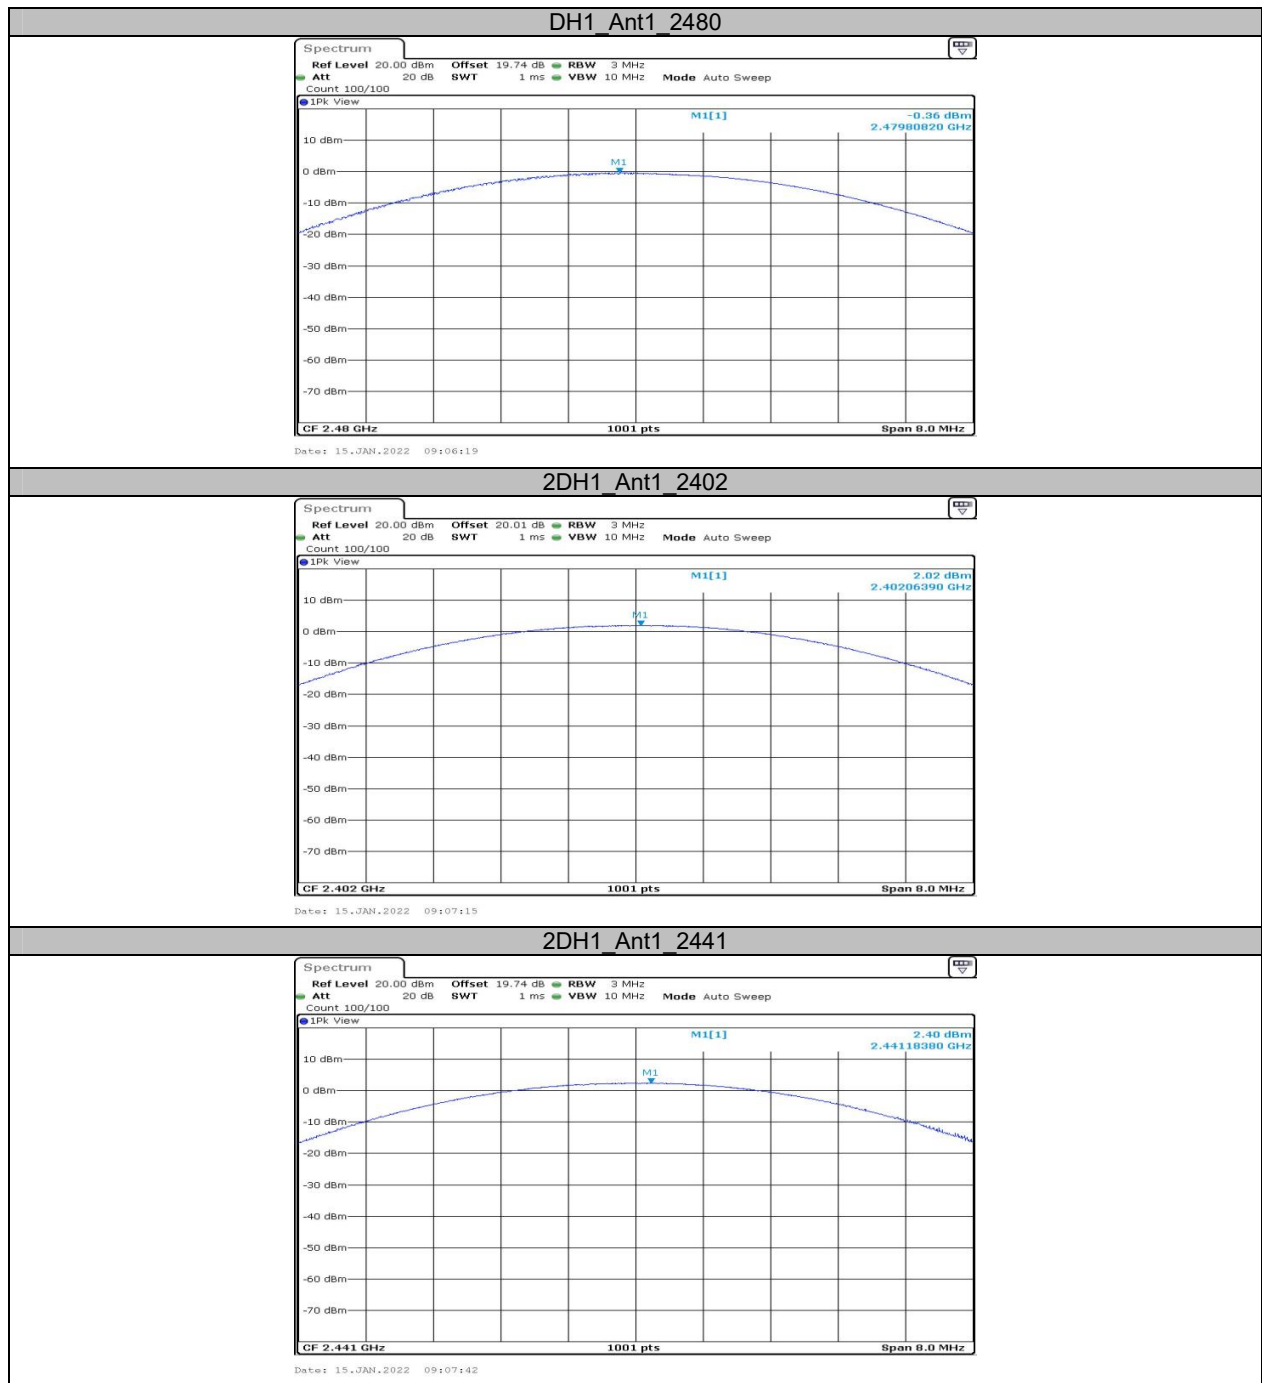 DH1_Ant1_2480
Spectrum
Ref Level 20.00 dBm Offset 19.74 dB RBW 3 MHz
Att 20 dB SWT 1 ms VBW 10 MHz Mode Auto Sweep
Count 100/100
1Pk View
M1[1] -0.36 dBm
2.47980820 GHz
10 dBm
M1
0 dBm
-10 dBm
-20 dBm
-30 dBm
-40 dBm
-50 dBm
-60 dBm
-70 dBm
CF 2.48 GHz 1001 pts Span 8.0 MHz
Date: 15.JAN.2022 09:06:19
2DH1_Ant1_2402
Spectrum
Ref Level 20.00 dBm Offset 20.01 dB RBW 3 MHz
Att 20 dB SWT 1 ms VBW 10 MHz Mode Auto Sweep
Count 100/100
1Pk View
M1[1] 2.02 dBm
2.40206390 GHz
10 dBm
M1
0 dBm
-10 dBm
-20 dBm
-30 dBm
-40 dBm
-50 dBm
-60 dBm
-70 dBm
CF 2.402 GHz 1001 pts Span 8.0 MHz
Date: 15.JAN.2022 09:07:15
2DH1_Ant1_2441
Spectrum
Ref Level 20.00 dBm Offset 19.74 dB RBW 3 MHz
Att 20 dB SWT 1 ms VBW 10 MHz Mode Auto Sweep
Count 100/100
1Pk View
M1[1] 2.40 dBm
2.44118380 GHz
10 dBm
M1
0 dBm
-10 dBm
-20 dBm
-30 dBm
-40 dBm
-50 dBm
-60 dBm
-70 dBm
CF 2.441 GHz 1001 pts Span 8.0 MHz
Date: 15.JAN.2022 09:07:42